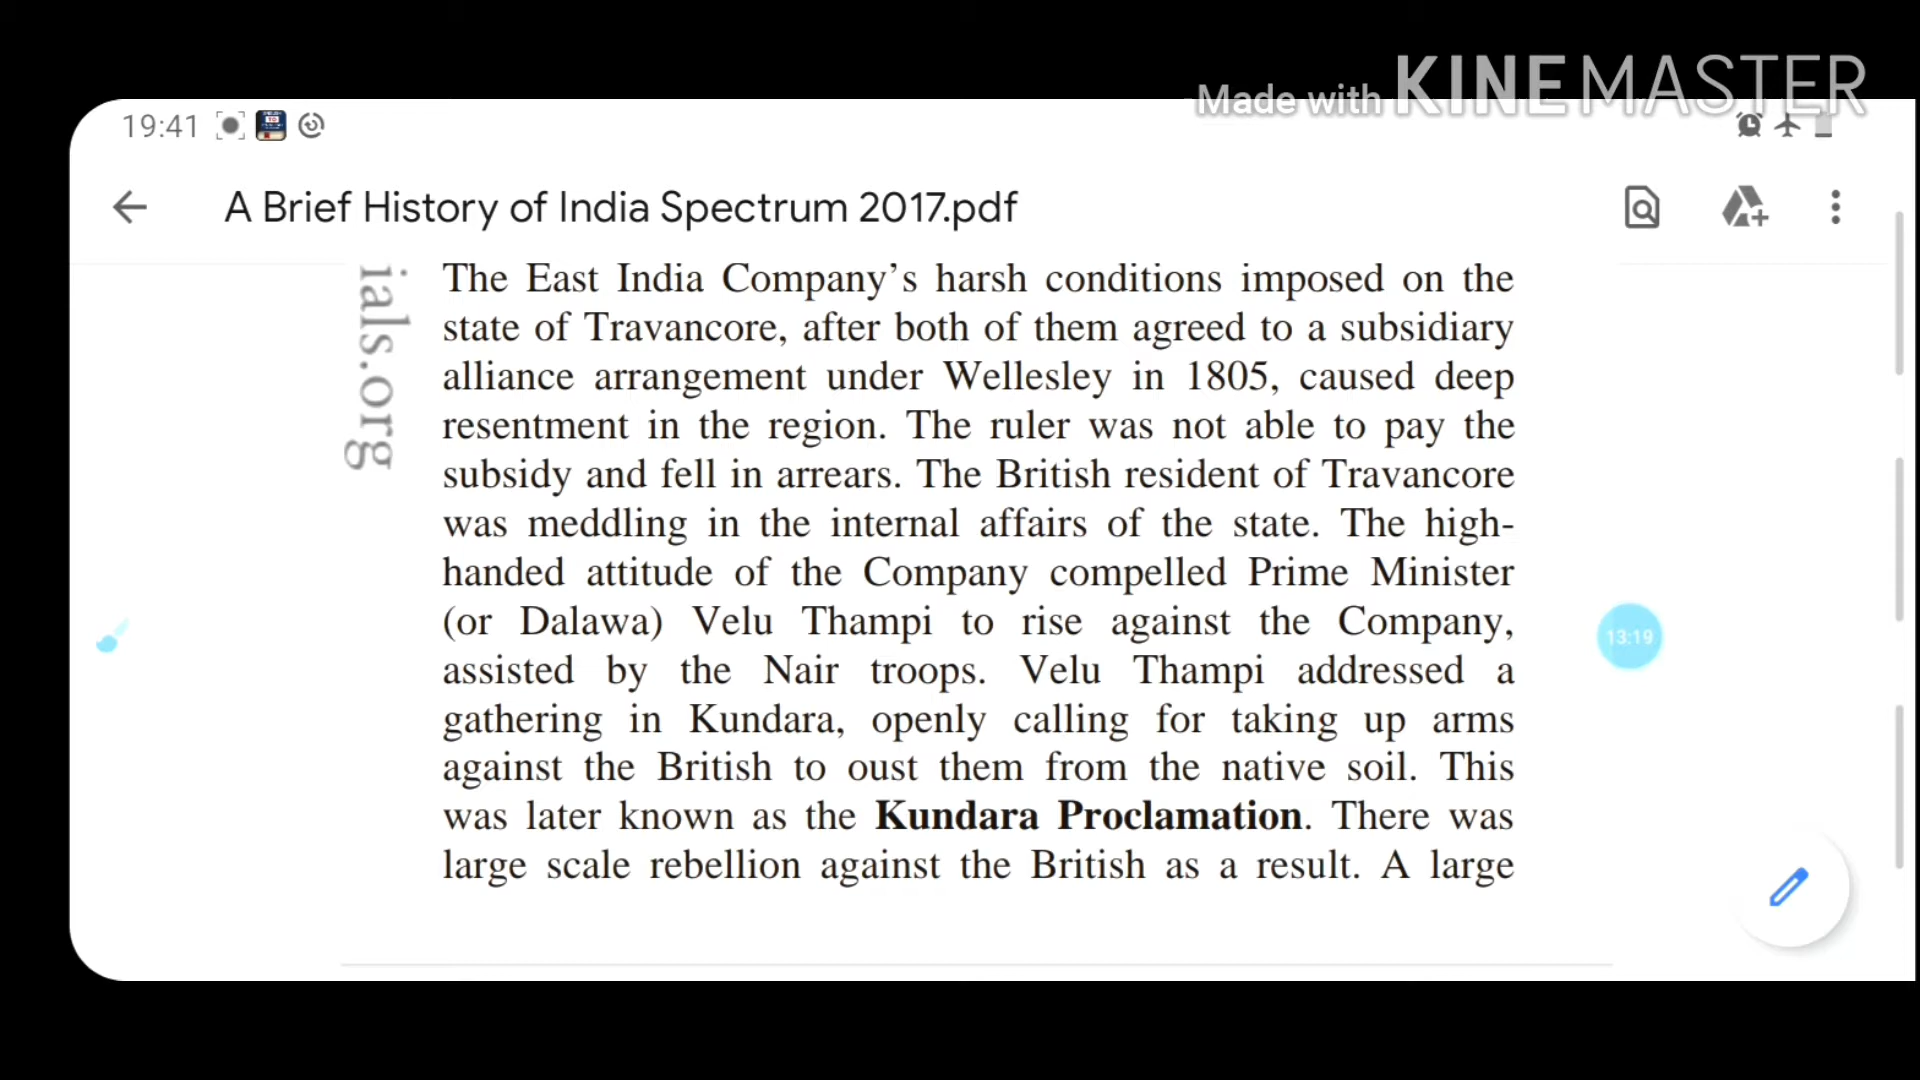 Made with KINEMASTER
19:41
A Brief History of India Spectrum 2017.pdf
ials.org
The East India Company’s harsh conditions imposed on the
state of Travancore, after both of them agreed to a subsidiary
alliance arrangement under Wellesley in 1805, caused deep
resentment in the region. The ruler was not able to pay the
subsidy and fell in arrears. The British resident of Travancore
was meddling in the internal affairs of the state. The high-
handed attitude of the Company compelled Prime Minister
(or Dalawa) Velu Thampi to rise against the Company,
assisted by the Nair troops. Velu Thampi addressed a
gathering in Kundara, openly calling for taking up arms
against the British to oust them from the native soil. This
was later known as the Kundara Proclamation. There was
large scale rebellion against the British as a result. A large
13:19